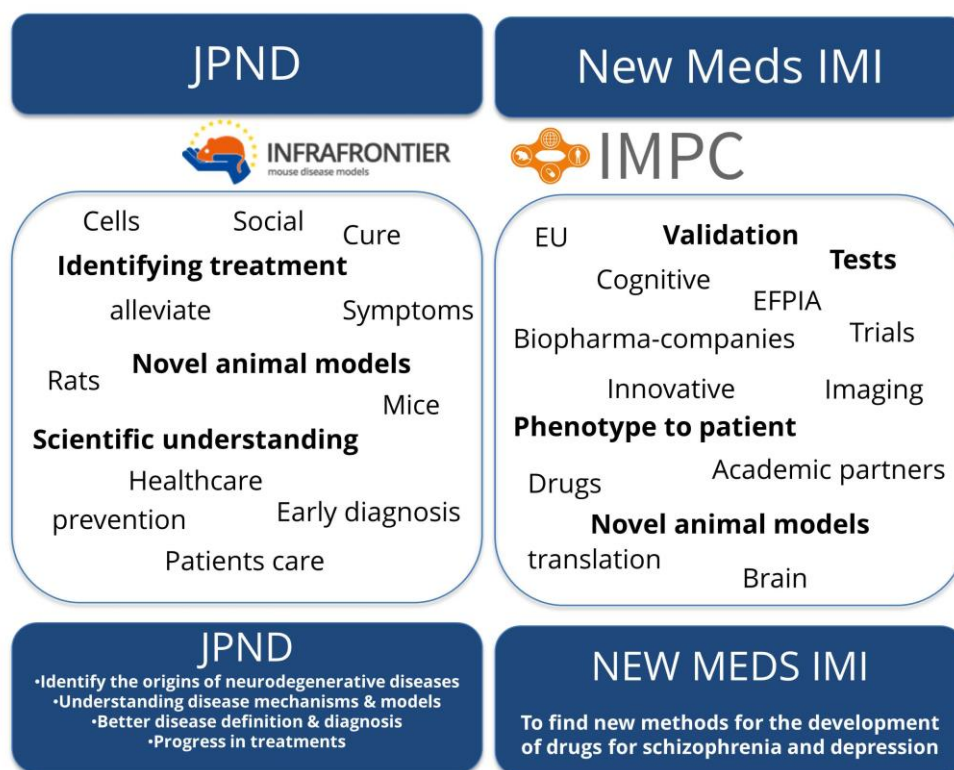 JPND
INFRAFRONTIER
mouse disease models
Cells
Social
Cure
Identifying treatment
alleviate
Symptoms
Novel animal models
Rats
Mice
Scientific understanding
Healthcare
prevention
Early diagnosis
Patients care
JPND
•Identify the origins of neurodegenerative diseases
•Understanding disease mechanisms & models
•Better disease definition & diagnosis
•Progress in treatments
New Meds IMI
IMPC
EU
Validation
Tests
Cognitive
EFPIA
Biopharma-companies
Trials
Innovative
Imaging
Phenotype to patient
Academic partners
Drugs
Novel animal models
translation
Brain
NEW MEDS IMI
To find new methods for the development
of drugs for schizophrenia and depression